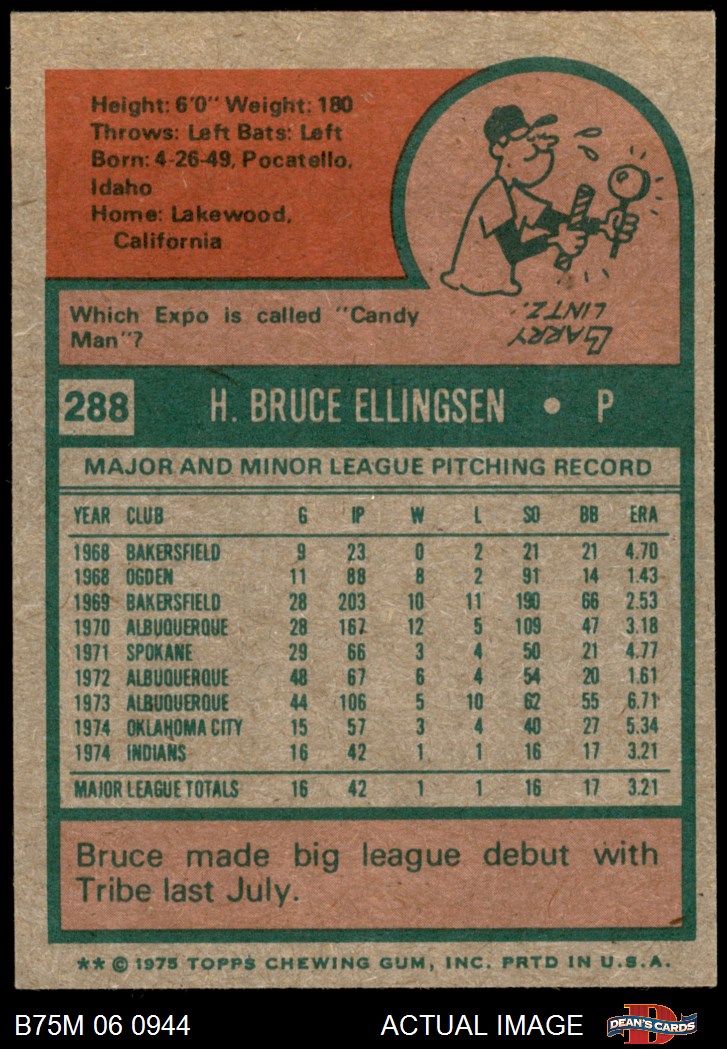 Height: 6'0" Weight: 180
Throws: Left Bats: Left
Born: 4-26-49, Pocatello,
Idaho
Home: Lakewood,
California
Which Expo is called "Candy
Man"?
LARRY
LINTZ.
288 H. BRUCE ELLINGSEN • P
MAJOR AND MINOR LEAGUE PITCHING RECORD
YEAR CLUB G IP W L SO BB ERA
1968 BAKERSFIELD 9 23 0 2 21 21 4.70
1968 OGDEN 11 88 8 2 91 14 1.43
1969 BAKERSFIELD 28 203 10 11 190 66 2.53
1970 ALBUQUERQUE 28 167 12 5 109 47 3.18
1971 SPOKANE 29 66 3 4 50 21 4.77
1972 ALBUQUERQUE 48 67 6 4 54 20 1.61
1973 ALBUQUERQUE 44 106 5 10 62 55 6.71
1974 OKLAHOMA CITY 15 57 3 4 40 27 5.34
1974 INDIANS 16 42 1 1 16 17 3.21
MAJOR LEAGUE TOTALS 16 42 1 1 16 17 3.21
Bruce made big league debut with
Tribe last July.
** © 1975 TOPPS CHEWING GUM, INC. PRTD IN U.S.A.
B75M 06 0944 ACTUAL IMAGE D DEAN'S CARDS